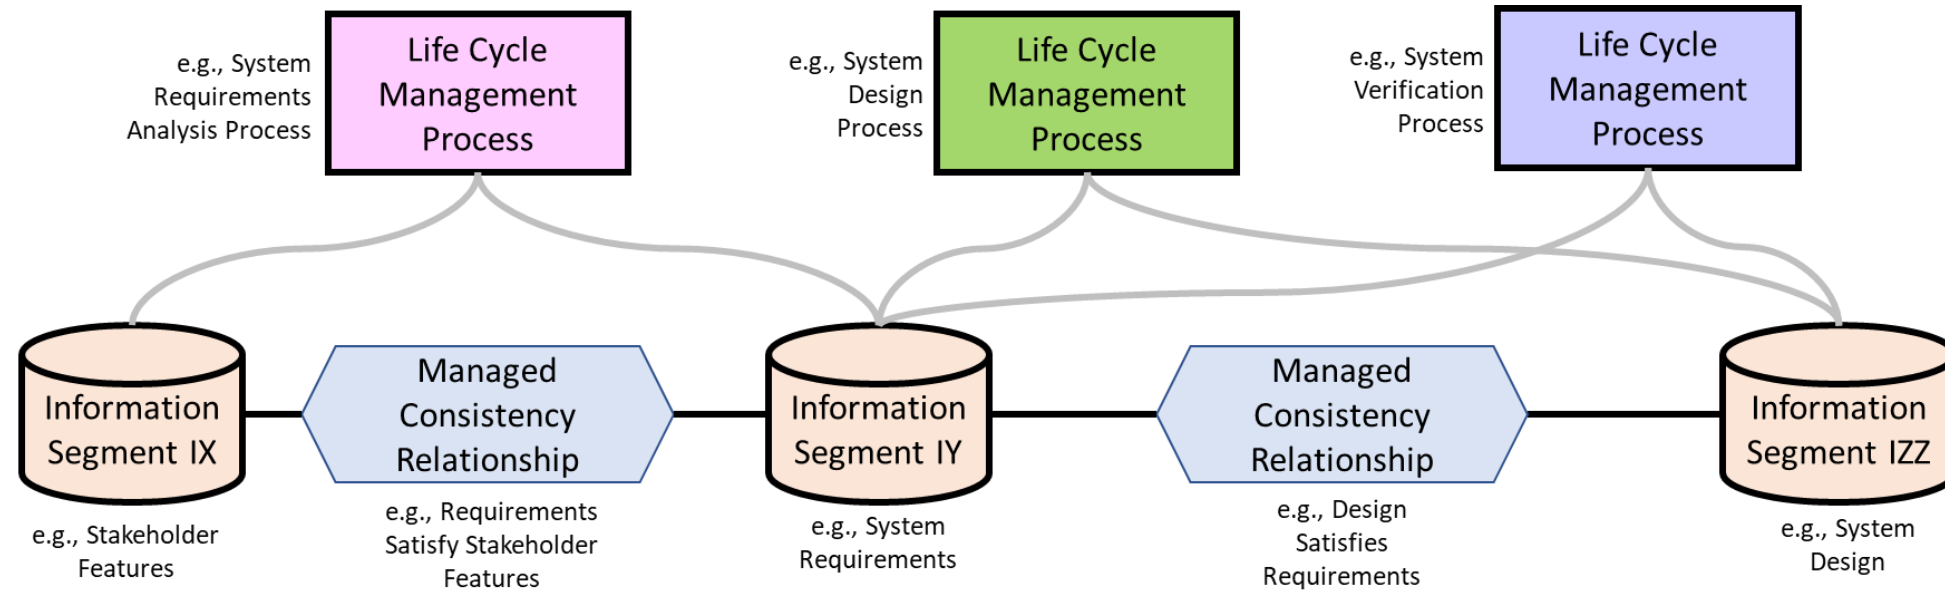 e.g., System
Requirements
Analysis Process
Life Cycle
Management
Process
e.g., System
Design
Process
Life Cycle
Management
Process
e.g., System
Verification
Process
Life Cycle
Management
Process
Information
Segment IX
e.g., Stakeholder
Features
Managed
Consistency
Relationship
e.g., Requirements
Satisfy Stakeholder
Features
Information
Segment IY
e.g., System
Requirements
Managed
Consistency
Relationship
e.g., Design
Satisfies
Requirements
Information
Segment IZZ
e.g., System
Design